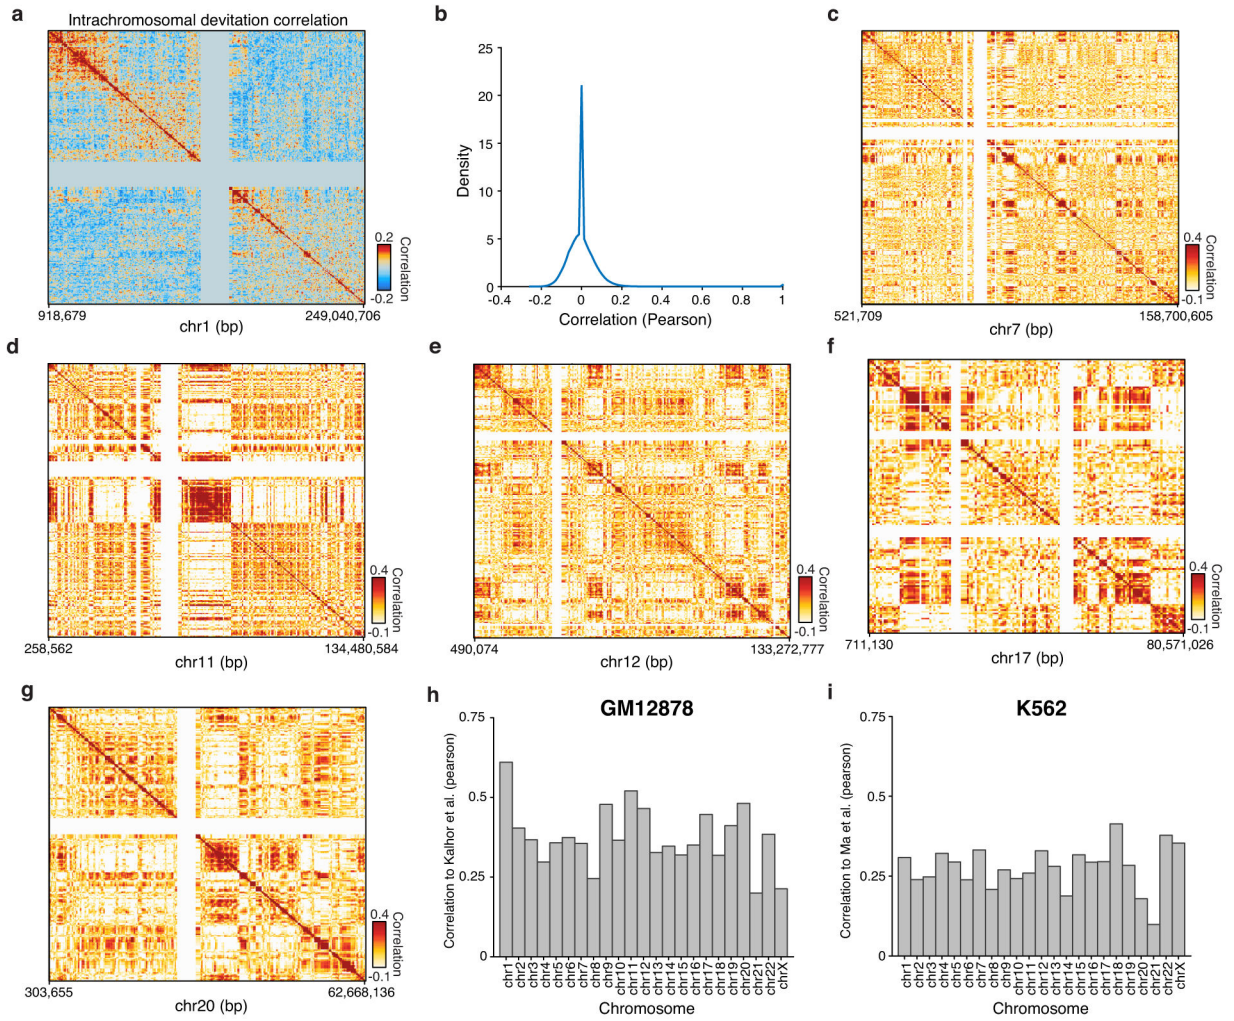 a
Intrachromosomal devitation correlation
0.2
-0.2
Correlation
918,679
249,040,706
chr1 (bp)
b
25
20
15
10
5
0
Density
-0.4 -0.2 0 0.2 0.4 0.6 0.8 1
Correlation (Pearson)
c
0.4
-0.1
Correlation
521,709
158,700,605
chr7 (bp)
d
0.4
-0.1
Correlation
258,562
134,480,584
chr11 (bp)
e
0.4
-0.1
Correlation
490,074
133,272,777
chr12 (bp)
f
0.4
-0.1
Correlation
711,130
80,571,026
chr17 (bp)
g
0.4
-0.1
Correlation
303,655
62,668,136
chr20 (bp)
h
GM12878
0.75
0.5
0.25
0
Correlation to Kalhor et al. (pearson)
chr1 chr2 chr3 chr4 chr5 chr6 chr7 chr8 chr9 chr10 chr11 chr12 chr13 chr14 chr15 chr16 chr17 chr18 chr19 chr20 chr21 chr22 chrX
Chromosome
i
K562
0.75
0.5
0.25
0
Correlation to Ma et al. (pearson)
chr1 chr2 chr3 chr4 chr5 chr6 chr7 chr8 chr9 chr10 chr11 chr12 chr13 chr14 chr15 chr16 chr17 chr18 chr19 chr20 chr21 chr22 chrX
Chromosome